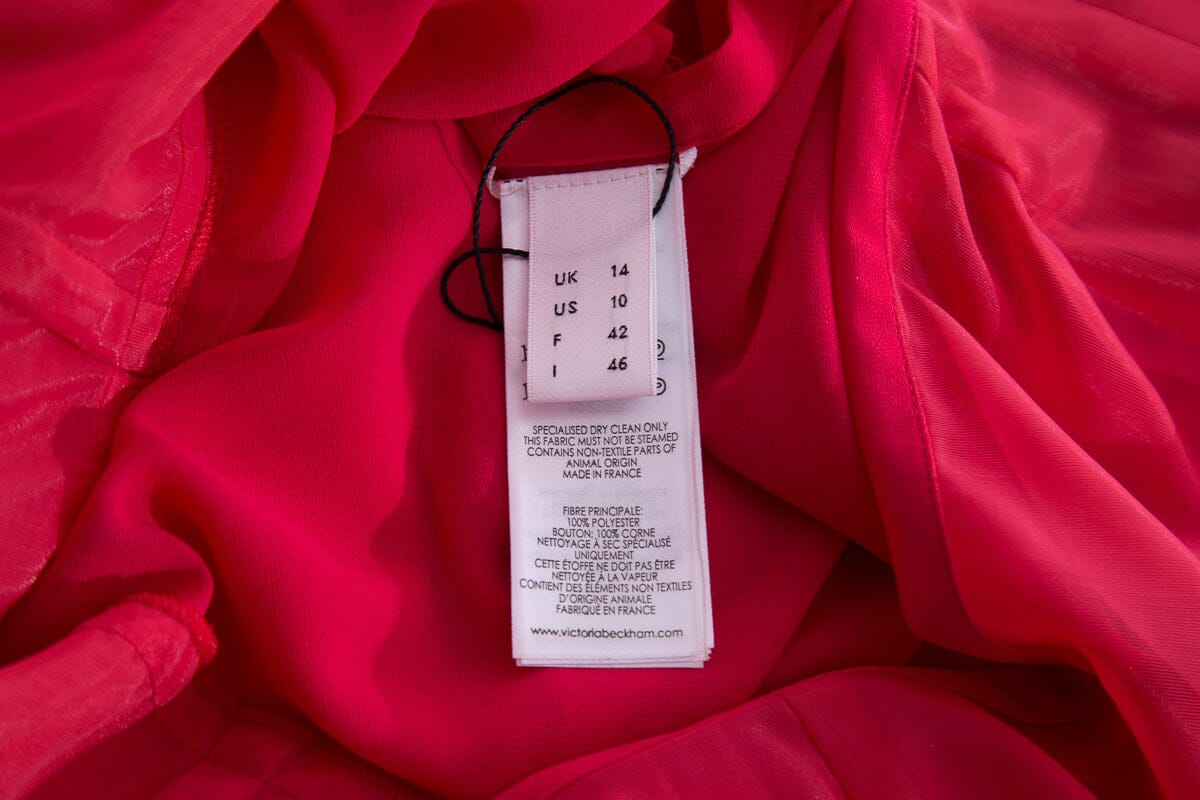 UK 14
US 10
F 42
I 46
SPECIALISED DRY CLEAN ONLY
THIS FABRIC MUST NOT BE STEAMED
CONTAINS NON-TEXTILE PARTS OF
ANIMAL ORIGIN
MADE IN FRANCE
FIBRE PRINCIPALE:
100% POLYESTER
BOUTON: 100% CORNE
NETTOYAGE À SEC SPÉCIALISÉ
UNIQUEMENT
CETTE ÉTOFFE NE DOIT PAS ÊTRE
NETTOYÉE À LA VAPEUR
CONTIENT DES ÉLÉMENTS NON TEXTILES
D'ORIGINE ANIMALE
FABRIQUÉ EN FRANCE
www.victoriabeckham.com